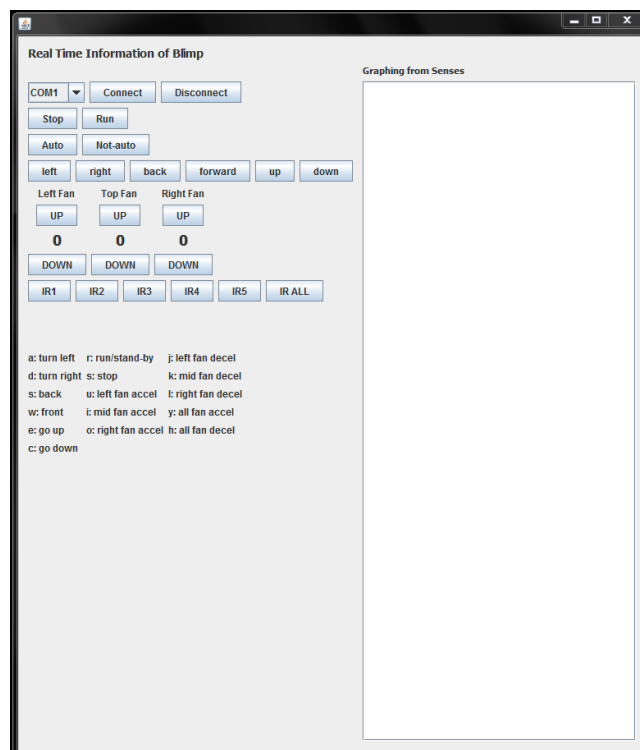 Real Time Information of Blimp
Graphing from Senses
COM1 Connect Disconnect
Stop Run
Auto Not-auto
left right back forward up down
Left Fan Top Fan Right Fan
UP UP UP
0 0 0
DOWN DOWN DOWN
IR1 IR2 IR3 IR4 IR5 IR ALL
a: turn left r: run/stand-by j: left fan decel
d: turn right s: stop k: mid fan decel
s: back u: left fan accel l: right fan decel
w: front i: mid fan accel y: all fan accel
e: go up o: right fan accel h: all fan decel
c: go down